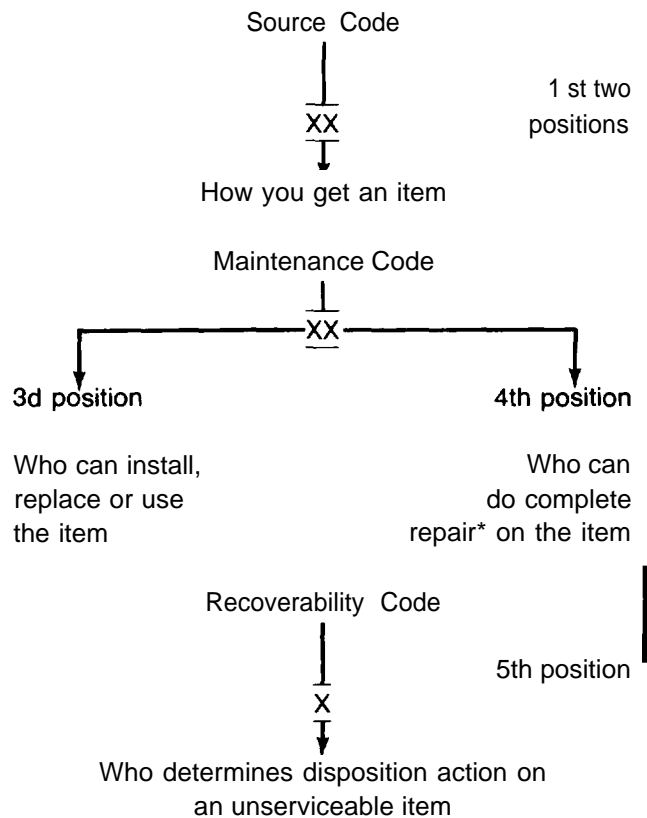 Source Code
1 st two
XX
positions
How you get an item
Maintenance Code
XX
3d position
4th position
Who can install,
replace or use
the item
Who can
do complete
repair* on the item
Recoverability Code
5th position
X
Who determines disposition action on
an unserviceable item